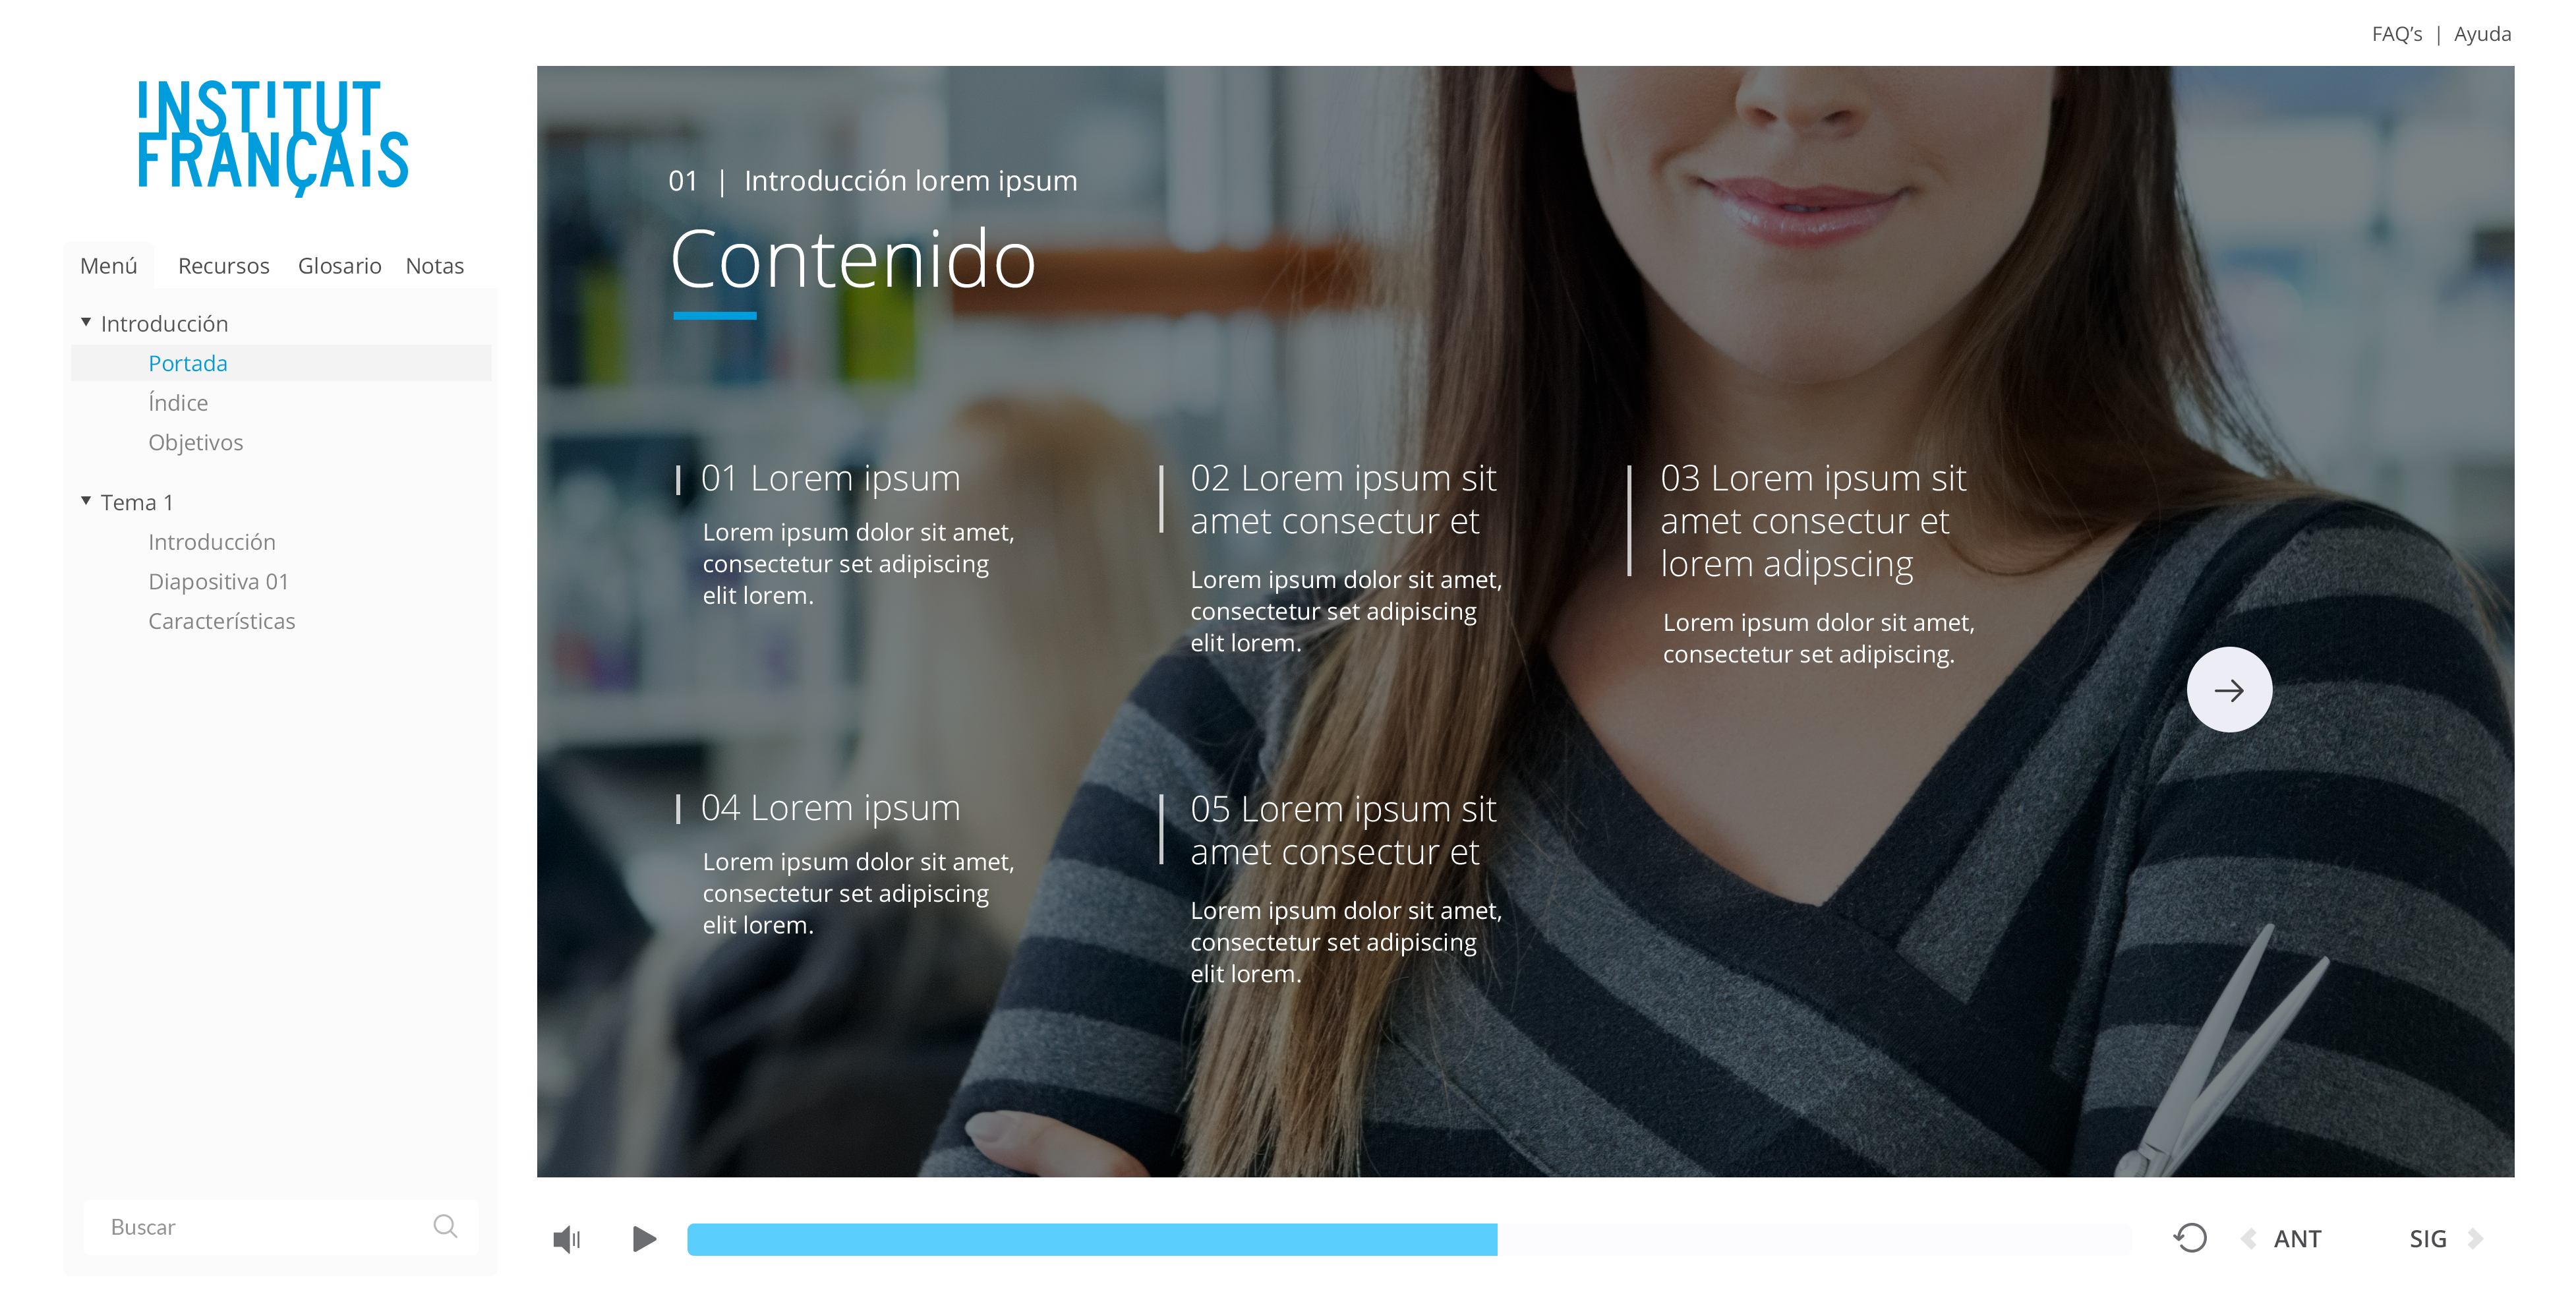 FAQ’s | Ayuda
INSTITUT
FRANÇAIS
Menú Recursos Glosario Notas
Introducción
Portada
Índice
Objetivos
Tema 1
Introducción
Diapositiva 01
Características
Buscar
01 | Introducción lorem ipsum
Contenido
01 Lorem ipsum
Lorem ipsum dolor sit amet,
consectetur set adipiscing
elit lorem.
02 Lorem ipsum sit
amet consectur et
Lorem ipsum dolor sit amet,
consectetur set adipiscing
elit lorem.
03 Lorem ipsum sit
amet consectur et
lorem adipscing
Lorem ipsum dolor sit amet,
consectetur set adipiscing.
04 Lorem ipsum
Lorem ipsum dolor sit amet,
consectetur set adipiscing
elit lorem.
05 Lorem ipsum sit
amet consectur et
Lorem ipsum dolor sit amet,
consectetur set adipiscing
elit lorem.
ANT SIG